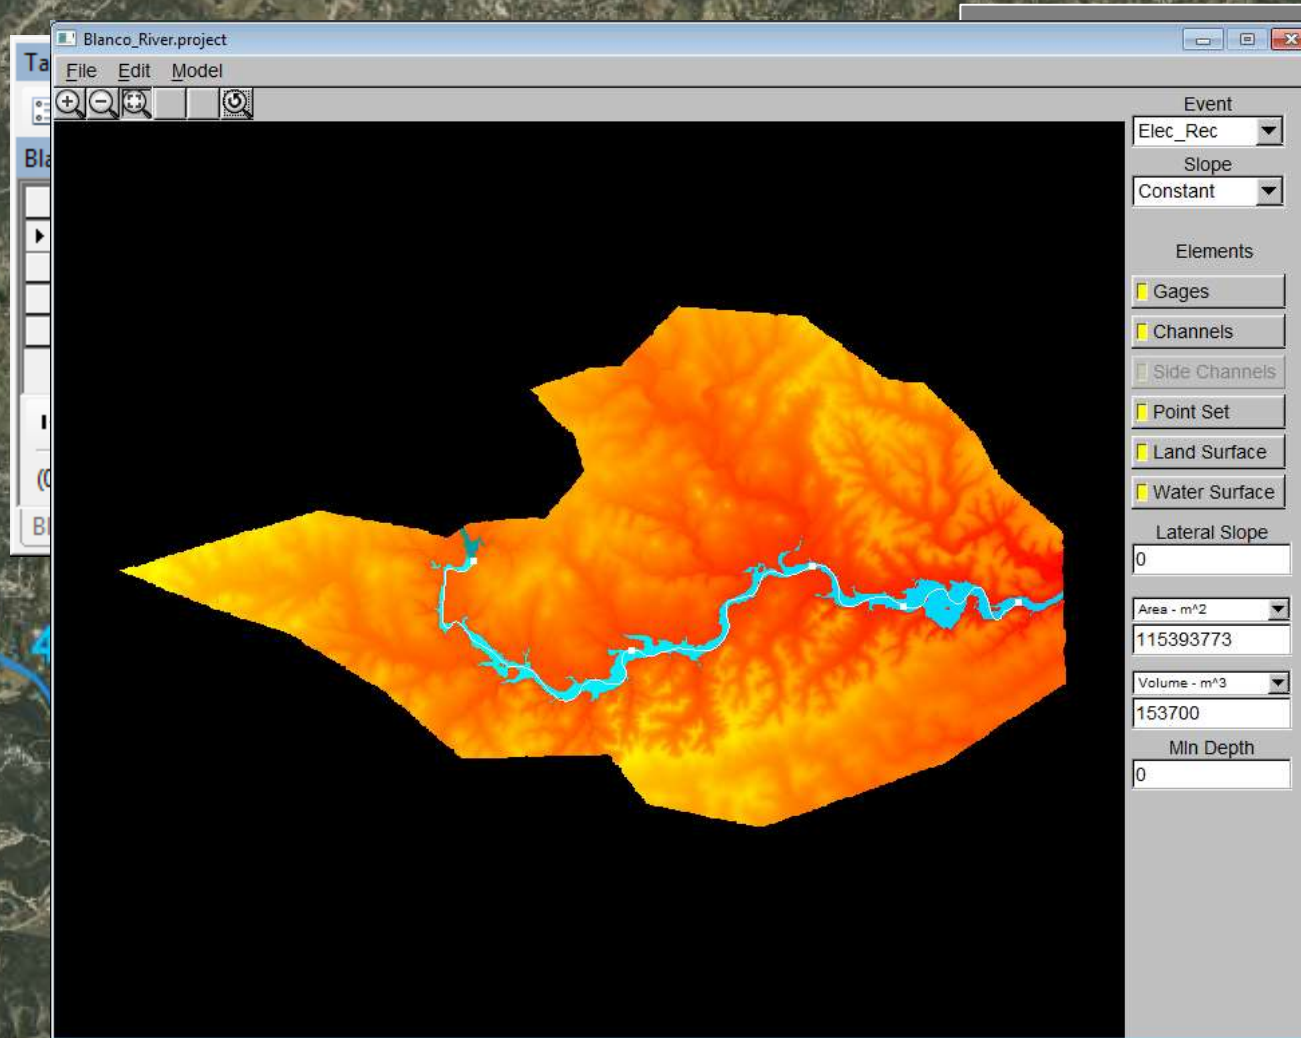 Blanco_River.project
File Edit Model
Ta
Bla
Bl
Event
Elec_Rec
Slope
Constant
Elements
Gages
Channels
Side Channels
Point Set
Land Surface
Water Surface
Lateral Slope
0
Area - m^2
115393773
Volume - m^3
153700
MIn Depth
0